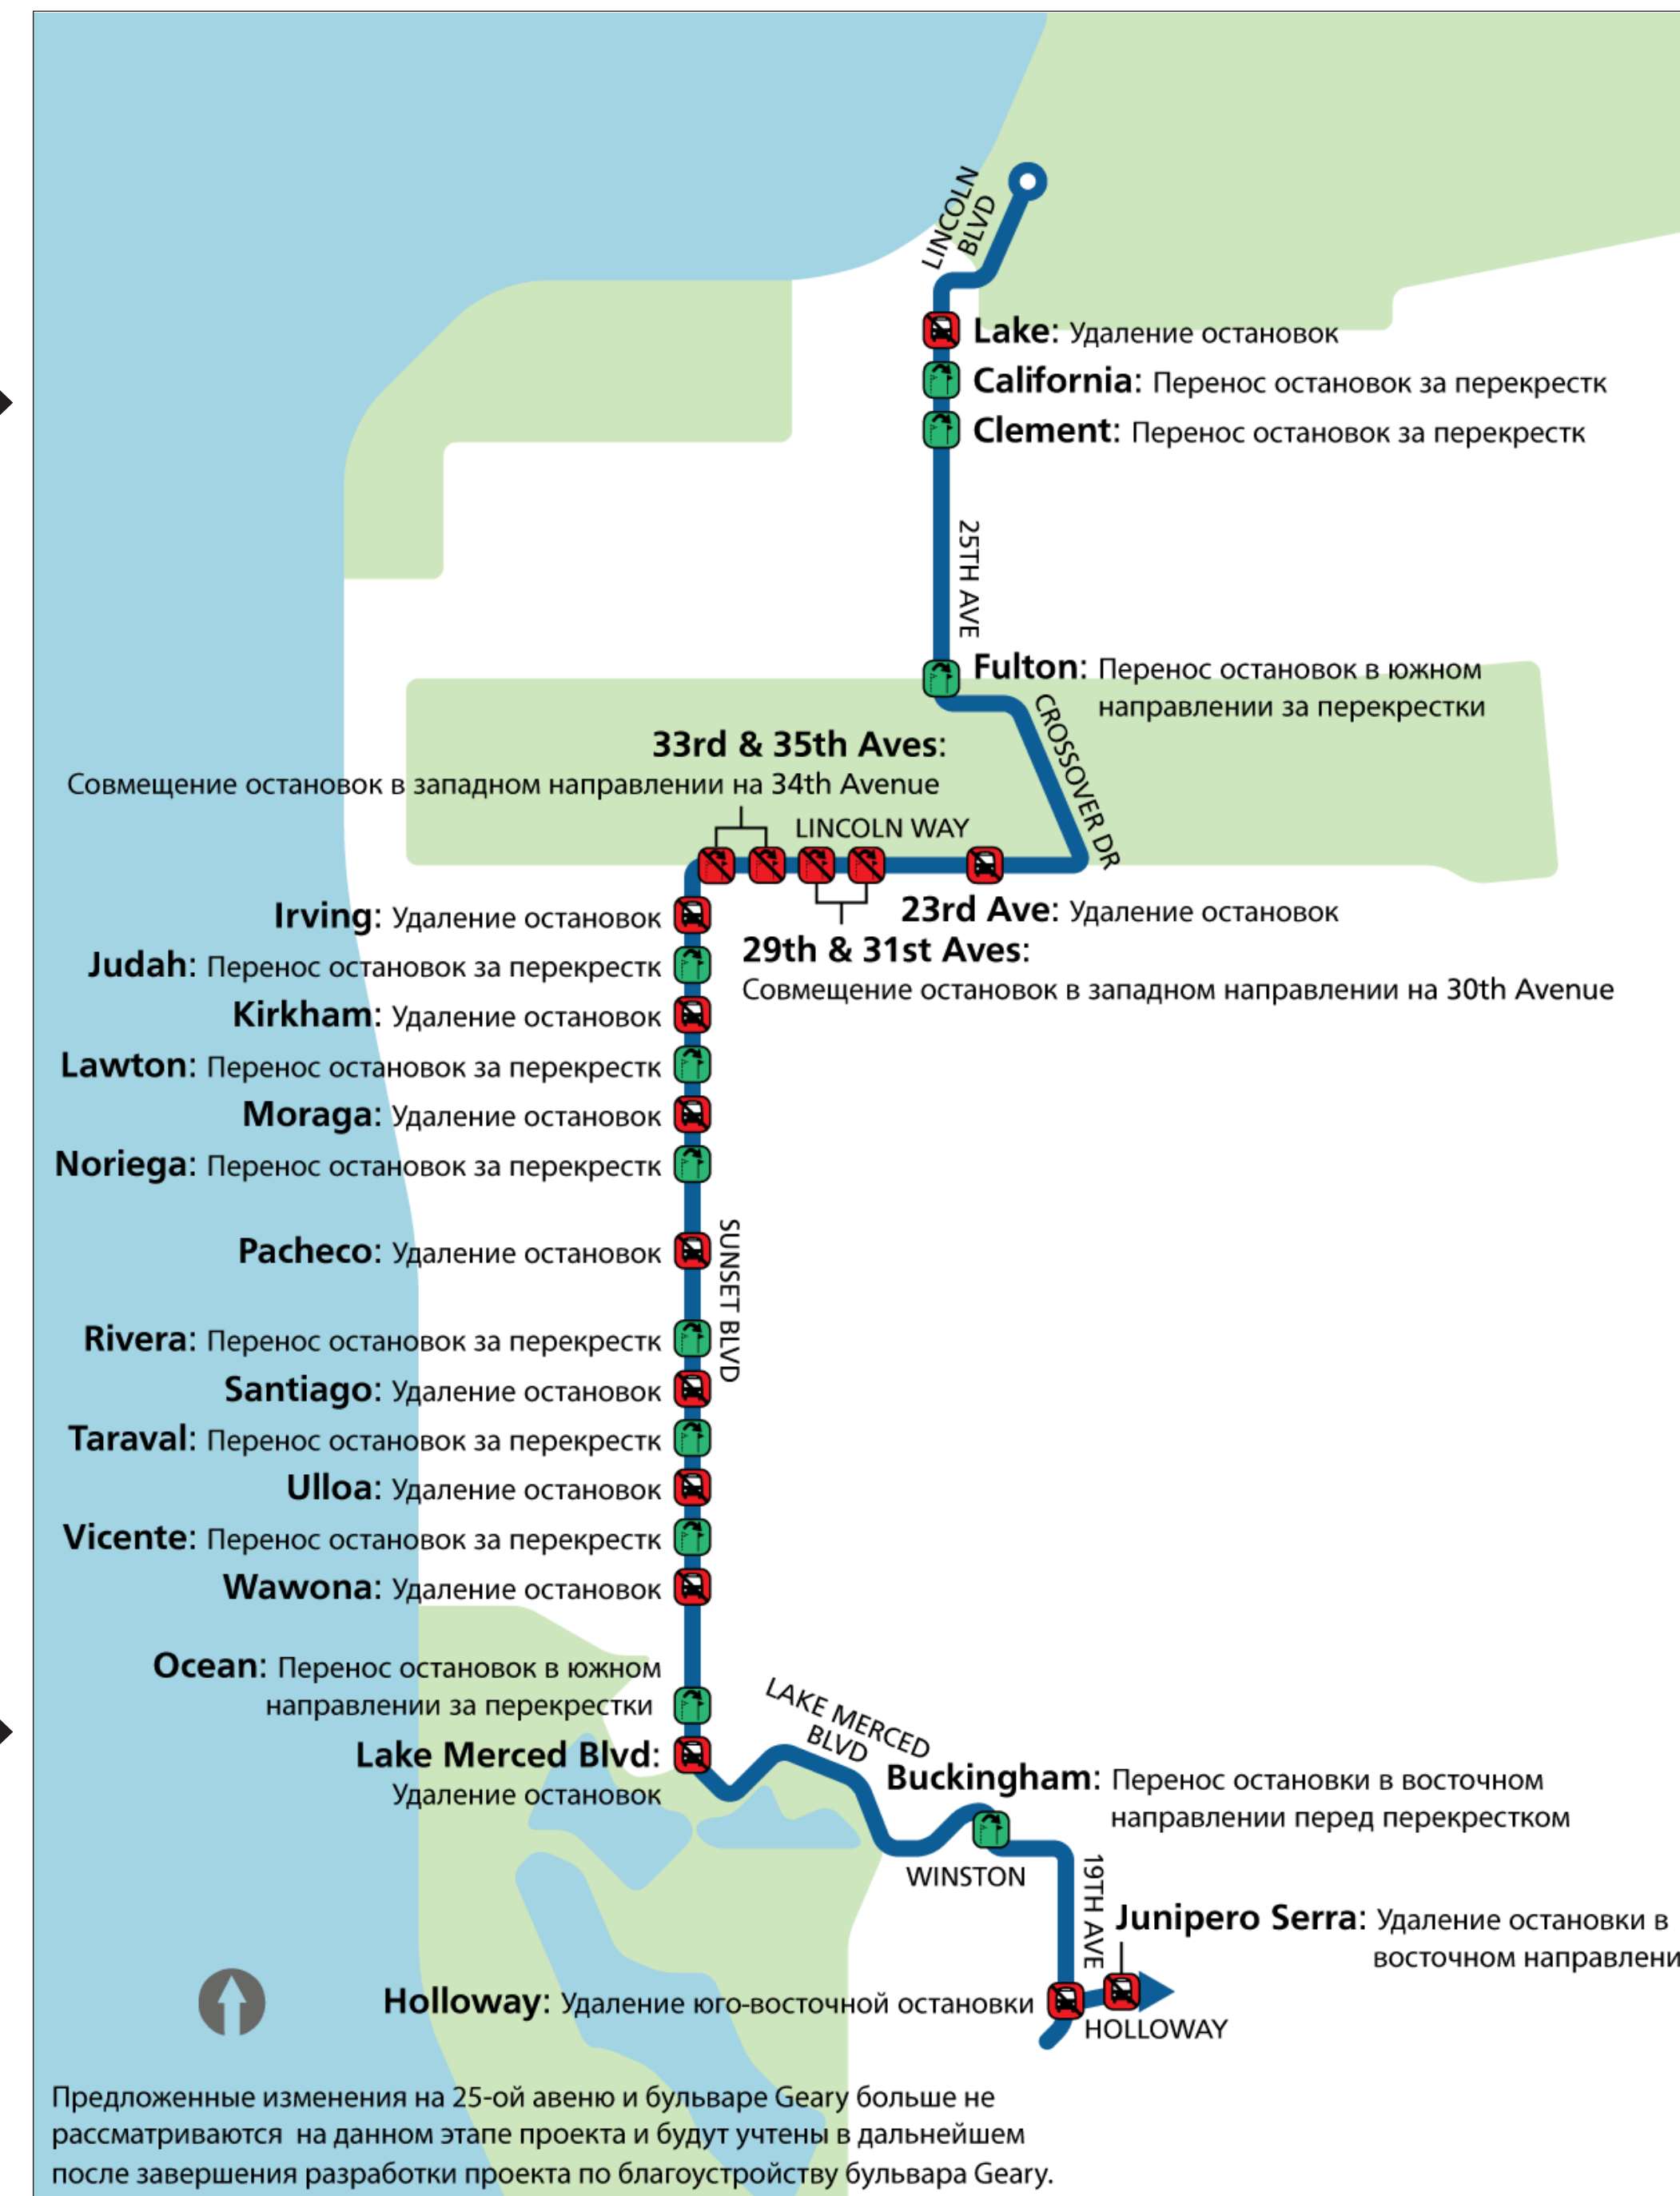 LINCOLN
BLVD
Lake: Удаление остановок
California: Перенос остановок за перекрестк
Clement: Перенос остановок за перекрестк
25TH AVE
Fulton: Перенос остановок в южном
направлении за перекрестки
CROSSOVER DR
33rd & 35th Aves:
Совмещение остановок в западном направлении на 34th Avenue
LINCOLN WAY
23rd Ave: Удаление остановок
29th & 31st Aves:
Совмещение остановок в западном направлении на 30th Avenue
Irving: Удаление остановок
Judah: Перенос остановок за перекрестк
Kirkham: Удаление остановок
Lawton: Перенос остановок за перекрестк
Moraga: Удаление остановок
Noriega: Перенос остановок за перекрестк
SUNSET BLVD
Pacheco: Удаление остановок
Rivera: Перенос остановок за перекрестк
Santiago: Удаление остановок
Taraval: Перенос остановок за перекрестк
Ulloa: Удаление остановок
Vicente: Перенос остановок за перекрестк
Wawona: Удаление остановок
Ocean: Перенос остановок в южном
направлении за перекрестки
LAKE MERCED
BLVD
Lake Merced Blvd:
Удаление остановок
Buckingham: Перенос остановки в восточном
направлении перед перекрестком
WINSTON
19TH AVE
Junipero Serra: Удаление остановки в
восточном направлени
Holloway: Удаление юго-восточной остановки
HOLLOWAY
Предложенные изменения на 25-ой авеню и бульваре Geary больше не
рассматриваются на данном этапе проекта и будут учтены в дальнейшем
после завершения разработки проекта по благоустройству бульвара Geary.